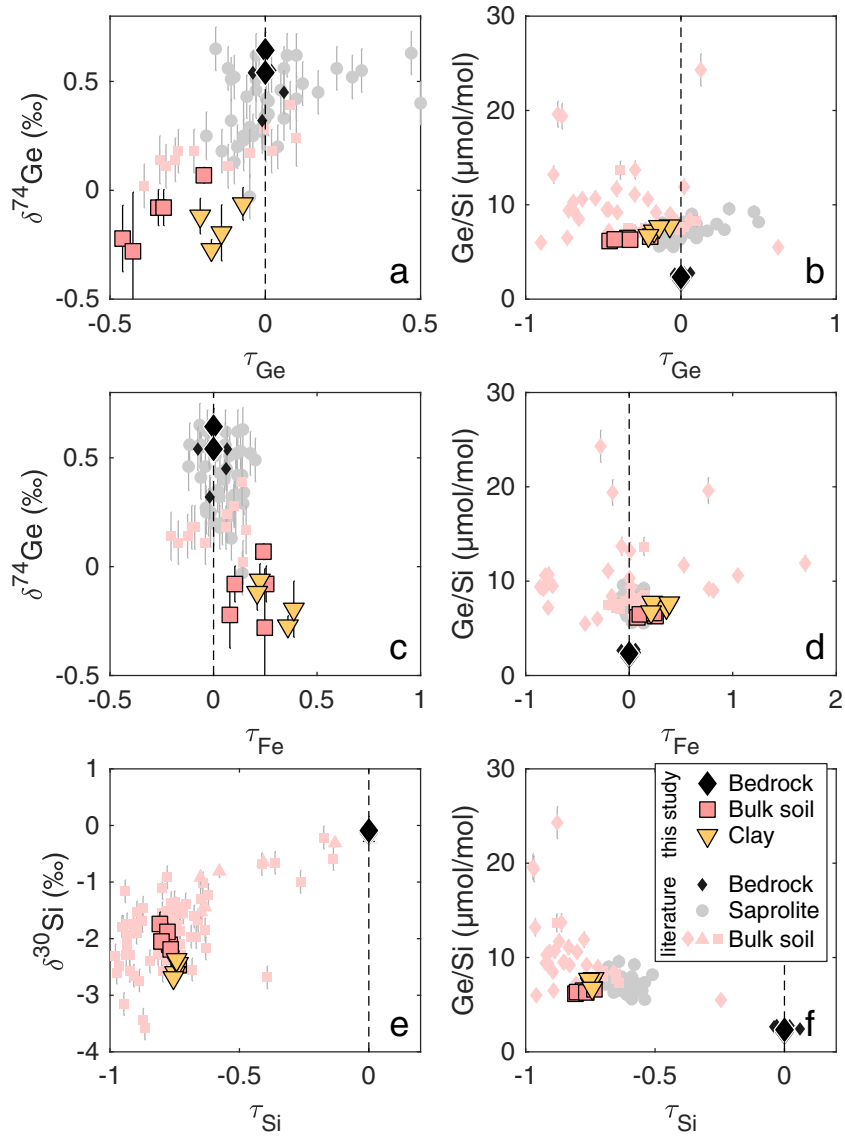 δ⁷⁴Ge (‰)
0.5
0
-0.5
-0.5
0
0.5
τGe
a
Ge/Si (μmol/mol)
30
20
10
0
-1
0
1
τGe
b
δ⁷⁴Ge (‰)
0.5
0
-0.5
0
0.5
1
-0.5
τFe
c
Ge/Si (μmol/mol)
30
20
10
0
-1
0
1
2
τFe
d
δ³⁰Si (‰)
1
0
-1
-2
-3
-4
-1
-0.5
0
τSi
e
Ge/Si (μmol/mol)
30
20
10
0
-1
-0.5
0
τSi
f
this study
Bedrock
Bulk soil
Clay
literature
Bedrock
Saprolite
Bulk soil